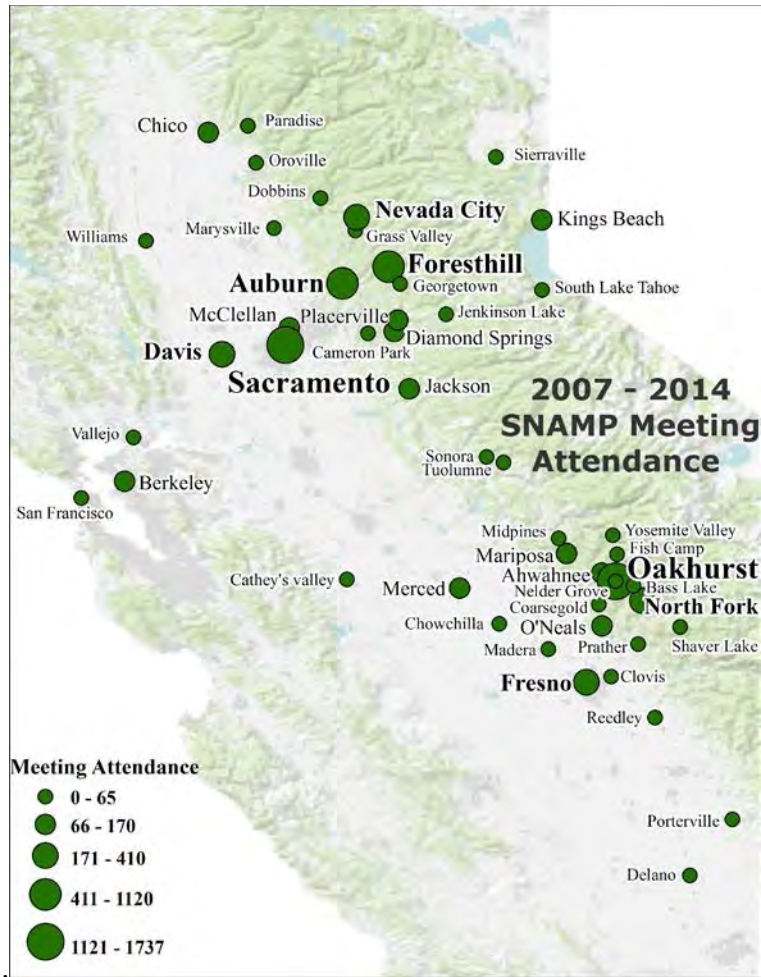 Chico
Paradise
Oroville
Sierraville
Dobbins
Nevada City
Kings Beach
Marysville
Grass Valley
Williams
Foresthill
Auburn
Georgetown
South Lake Tahoe
McClellan
Placerville
Jenkinson Lake
Diamond Springs
Davis
Cameron Park
Sacramento
Jackson
2007 - 2014
SNAMP Meeting
Attendance
Vallejo
Sonora
Tuolumne
Berkeley
San Francisco
Midpines
Yosemite Valley
Mariposa
Fish Camp
Oakhurst
Ahwahnee
Cathey's valley
Merced
Nelder Grove
Bass Lake
Coarsegold
North Fork
Chowchilla
O'Neals
Madera
Prather
Shaver Lake
Fresno
Clovis
Reedley
Meeting Attendance
0 - 65
66 - 170
171 - 410
411 - 1120
1121 - 1737
Porterville
Delano